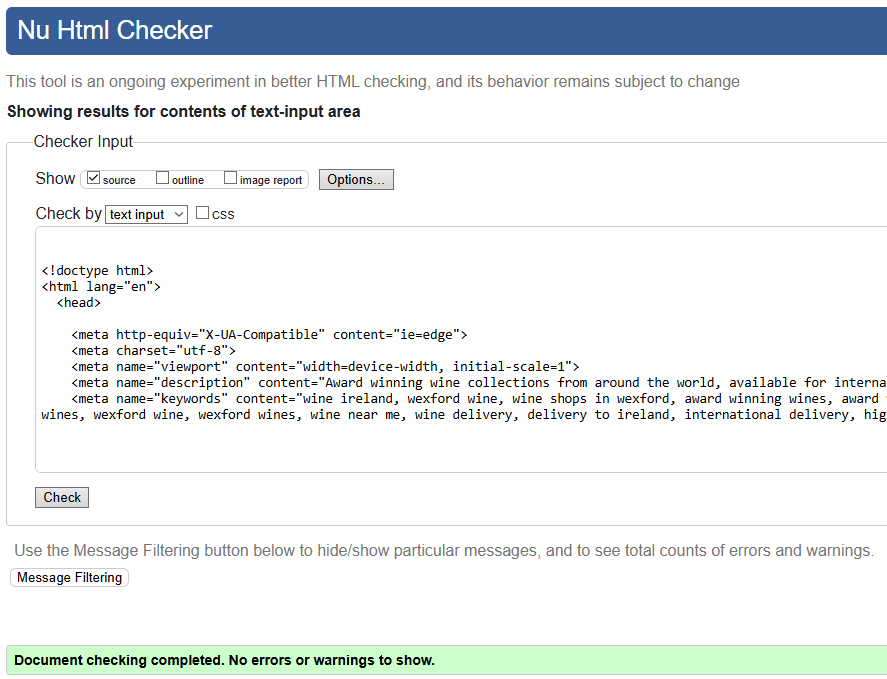 Nu Html Checker
This tool is an ongoing experiment in better HTML checking, and its behavior remains subject to change
Showing results for contents of text-input area
Checker Input
Show source outline image report Options...
Check by text input css
<!doctype html>
<html lang="en">
<head>
<meta http-equiv="X-UA-Compatible" content="ie=edge">
<meta charset="utf-8">
<meta name="viewport" content="width=device-width, initial-scale=1">
<meta name="description" content="Award winning wine collections from around the world, available for interna
<meta name="keywords" content="wine ireland, wexford wine, wine shops in wexford, award winning wines, award
wines, wexford wine, wexford wines, wine near me, wine delivery, delivery to ireland, international delivery, hig
Check
Use the Message Filtering button below to hide/show particular messages, and to see total counts of errors and warnings.
Message Filtering
Document checking completed. No errors or warnings to show.